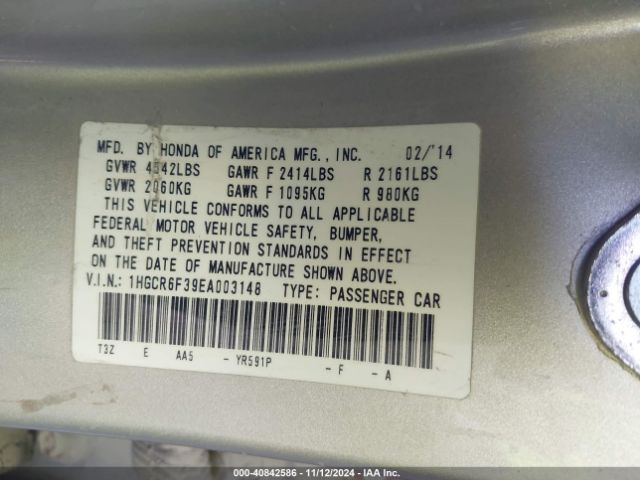 MFD. BY HONDA OF AMERICA MFG., INC. 02/'14
GVWR 4542LBS GAWR F 2414LBS R 2161LBS
GVWR 2060KG GAWR F 1095KG R 980KG
THIS VEHICLE CONFORMS TO ALL APPLICABLE
FEDERAL MOTOR VEHICLE SAFETY, BUMPER,
AND THEFT PREVENTION STANDARDS IN EFFECT
ON THE DATE OF MANUFACTURE SHOWN ABOVE.
V.I.N.: 1HGCR6F39EA003148 TYPE: PASSENGER CAR
T3Z E AA5 - YR591P - F - A
000-40842586 - 11/12/2024 - IAA Inc.